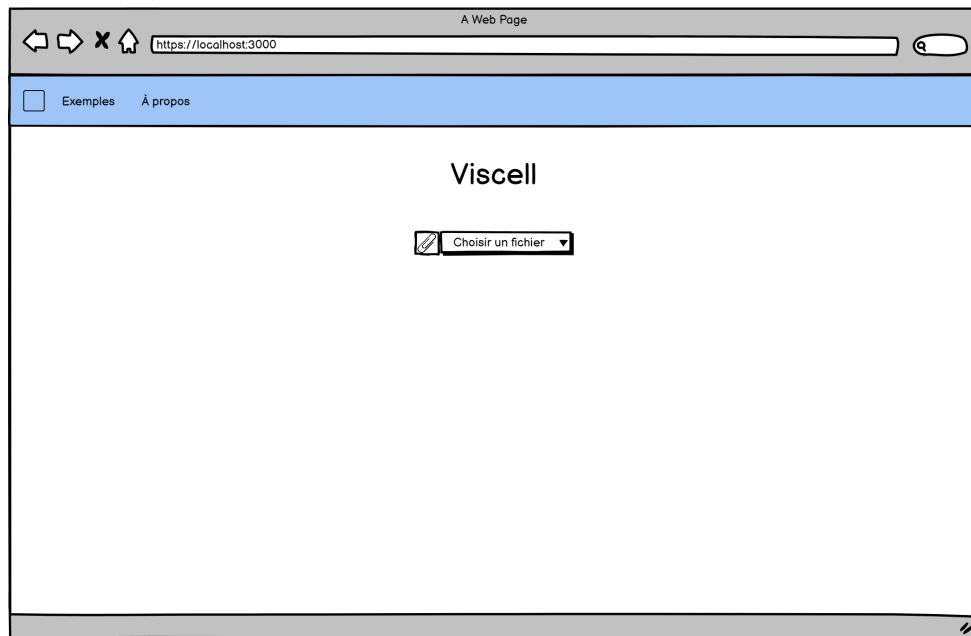 A Web Page
https://localhost:3000
Exemples À propos
Viscell
Choisir un fichier